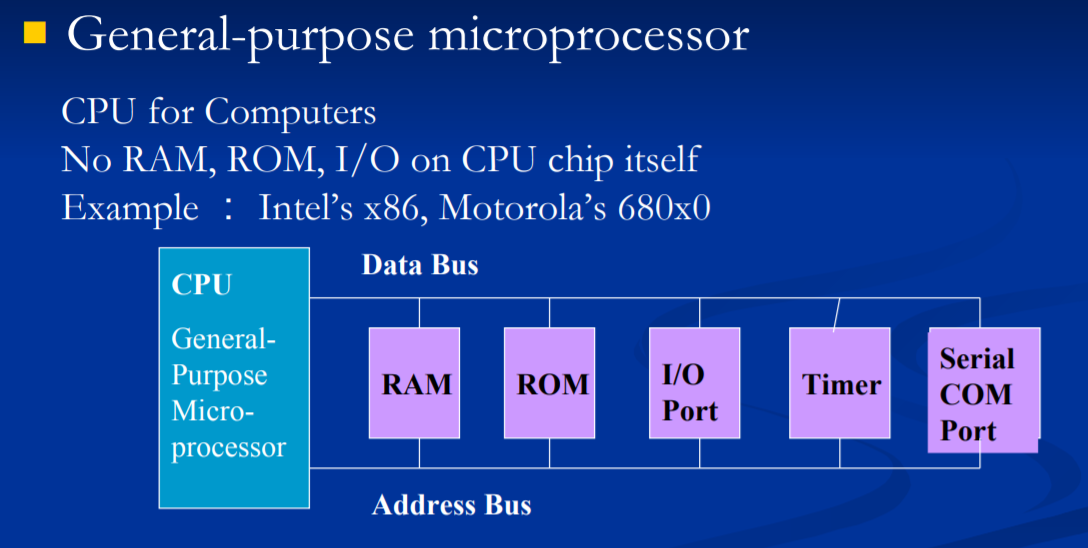 General-purpose microprocessor
CPU for Computers
No RAM, ROM, I/O on CPU chip itself
Example : Intel’s x86, Motorola’s 680x0
CPU
General-
Purpose
Micro-
processor
Data Bus
RAM
ROM
I/O
Port
Timer
Serial
COM
Port
Address Bus